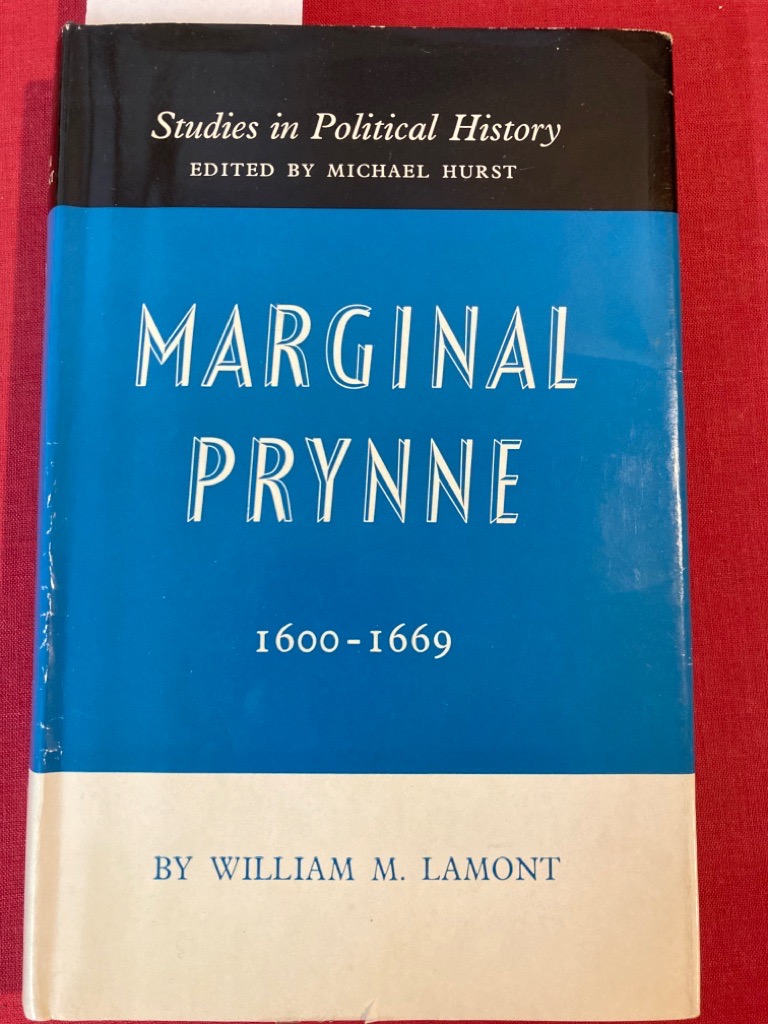 Studies in Political History
EDITED BY MICHAEL HURST
MARGINAL
PRYNNE
1600-1669
BY WILLIAM M. LAMONT